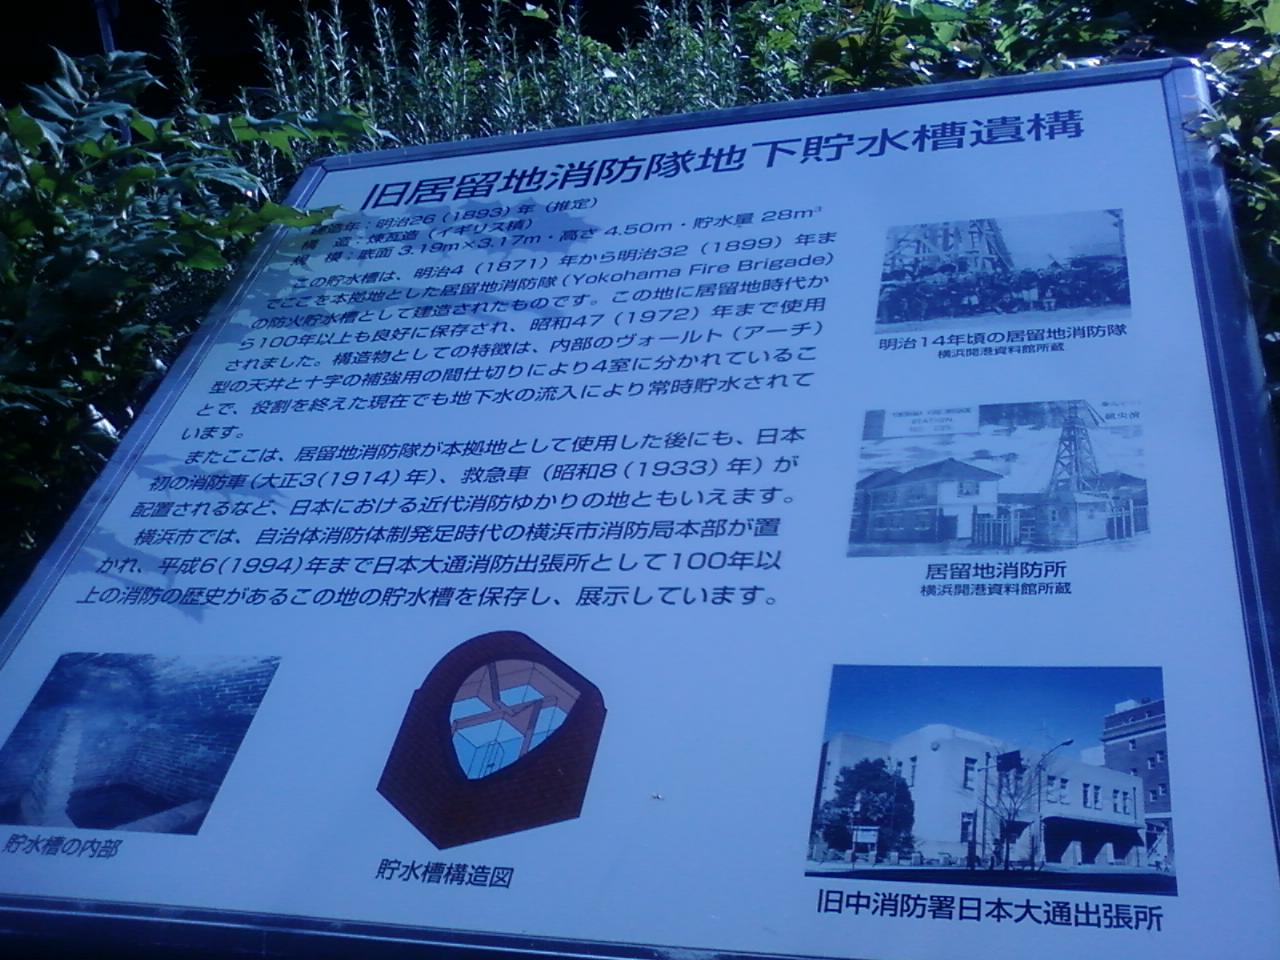 旧居留地消防隊地下貯水槽遺構
建造年：明治26（1893）年（推定）
構　造：煉瓦造（イギリス積）
規　模：底面 3.19m×3.17m・高さ 4.50m・貯水量 28m³
この貯水槽は、明治4（1871）年から明治32（1899）年ま
でここを本拠地とした居留地消防隊（Yokohama Fire Brigade）
の防火貯水槽として建造されたものです。この地に居留地時代か
ら100年以上も良好に保存され、昭和47（1972）年まで使用
されました。構造物としての特徴は、内部のヴォールト（アーチ）
型の天井と十字の補強用の間仕切りにより4室に分かれているこ
とで、役割を終えた現在でも地下水の流入により常時貯水されて
います。
またここは、居留地消防隊が本拠地として使用した後にも、日本
初の消防車（大正3(1914)年）、救急車（昭和8(1933)年）が
配置されるなど、日本における近代消防ゆかりの地ともいえます。
横浜市では、自治体消防体制発足時代の横浜市消防局本部が置
かれ、平成6(1994)年まで日本大通消防出張所として100年以
上の消防の歴史があるこの地の貯水槽を保存し、展示しています。
明治14年頃の居留地消防隊
横浜開港資料館所蔵
STATION
居留地消防所
横浜開港資料館所蔵
貯水槽の内部
貯水槽構造図
旧中消防署日本大通出張所